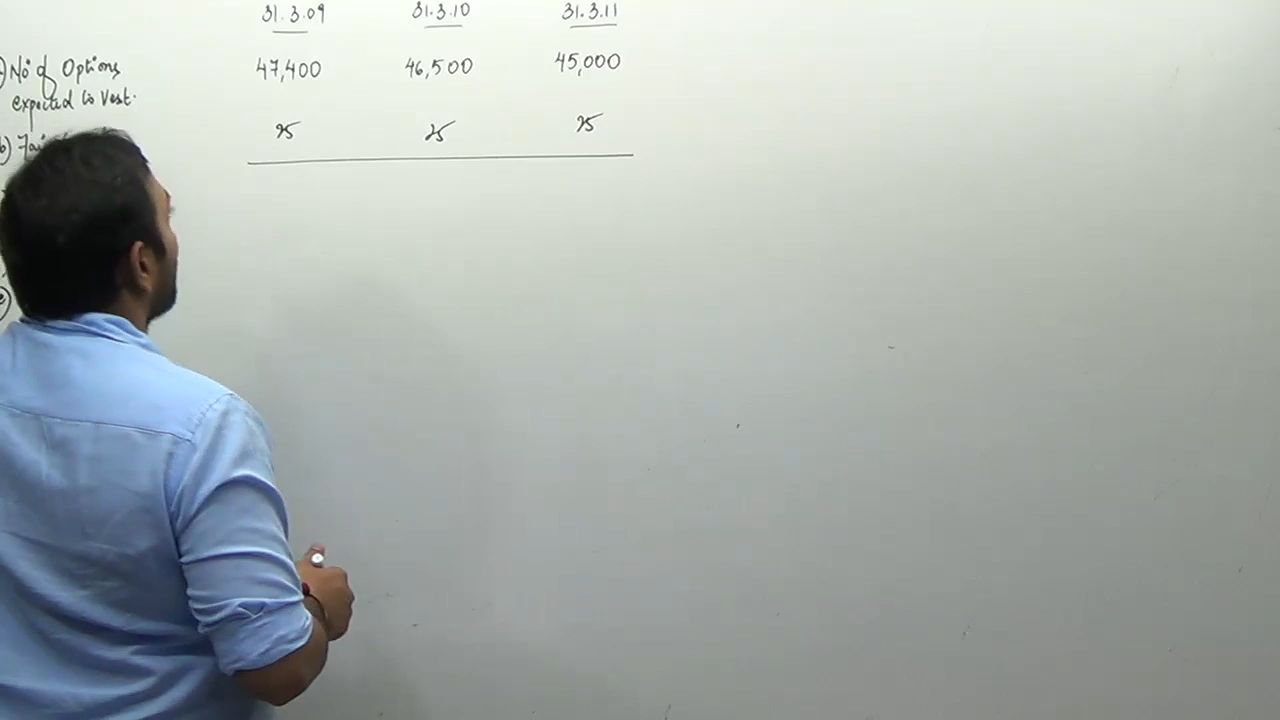 31.3.09 31.3.10 31.3.11
) No of Options 47,400 46,500 45,000
expected to Vest.
b) Fai 25 25 25